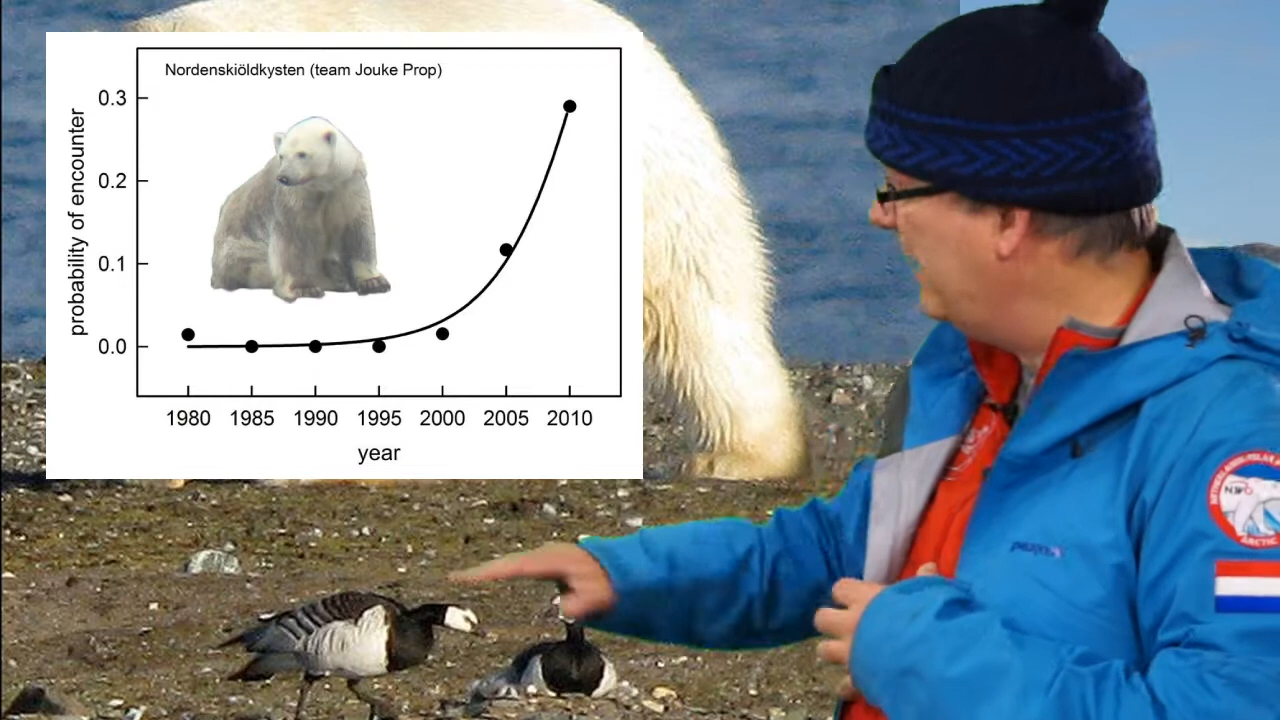 Nordenskiöldkysten (team Jouke Prop)
probability of encounter
0.3
0.2
0.1
0.0
1980 1985 1990 1995 2000 2005 2010
year
patagonia
ARCTIC